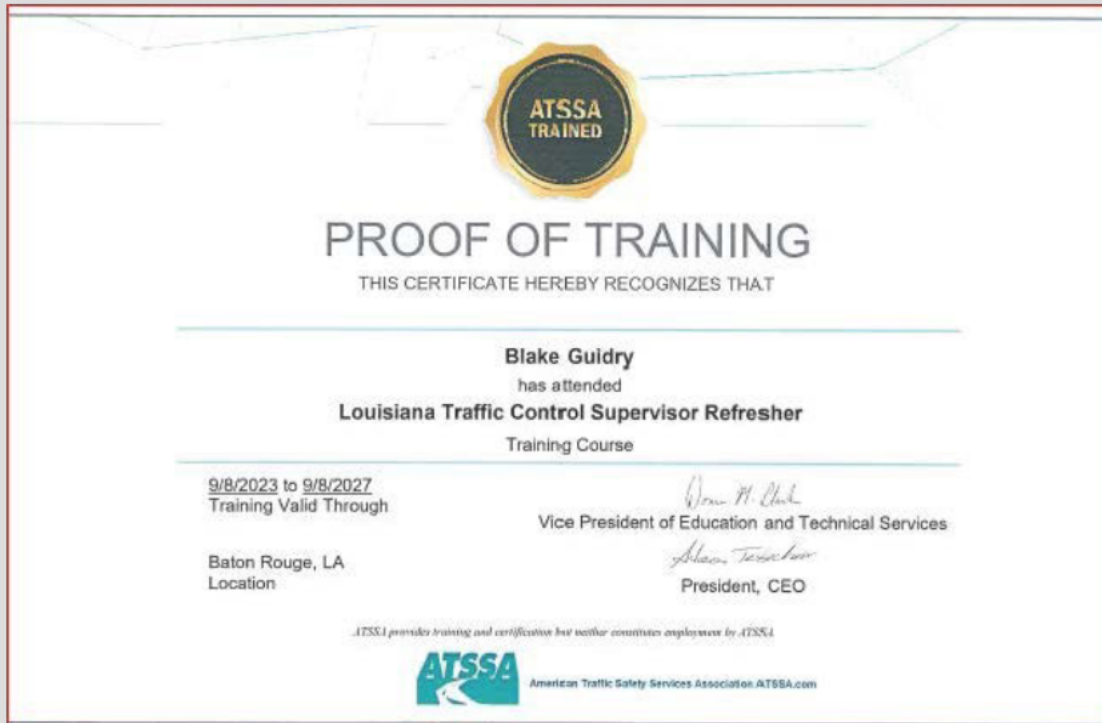 ATSSA
TRAINED
PROOF OF TRAINING
THIS CERTIFICATE HEREBY RECOGNIZES THAT
Blake Guidry
has attended
Louisiana Traffic Control Supervisor Refresher
Training Course
9/8/2023 to 9/8/2027
Training Valid Through
Vice President of Education and Technical Services
Baton Rouge, LA
Location
President, CEO
ATSSA provides training and certification but neither constitutes employment by ATSSA
ATSSA
American Traffic Safety Services Association ATSSA.com